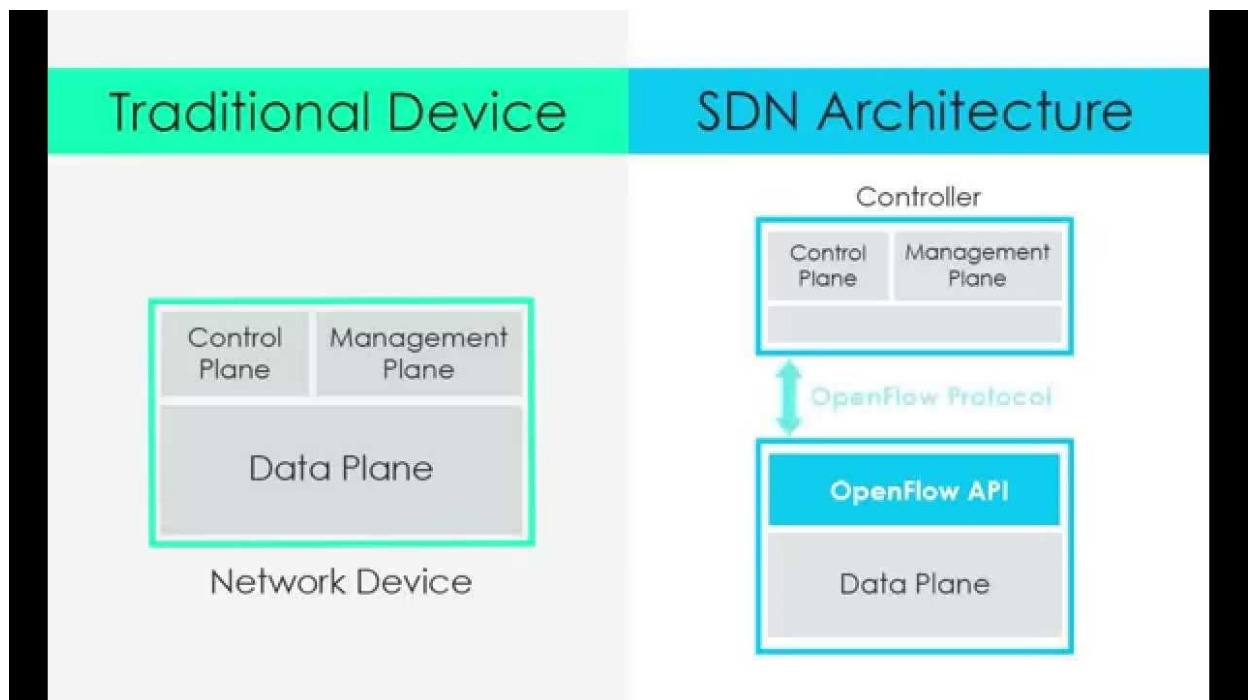 Traditional Device
SDN Architecture
Control
Plane
Management
Plane
Data Plane
Network Device
Controller
Control
Plane
Management
Plane
OpenFlow Protocol
OpenFlow API
Data Plane